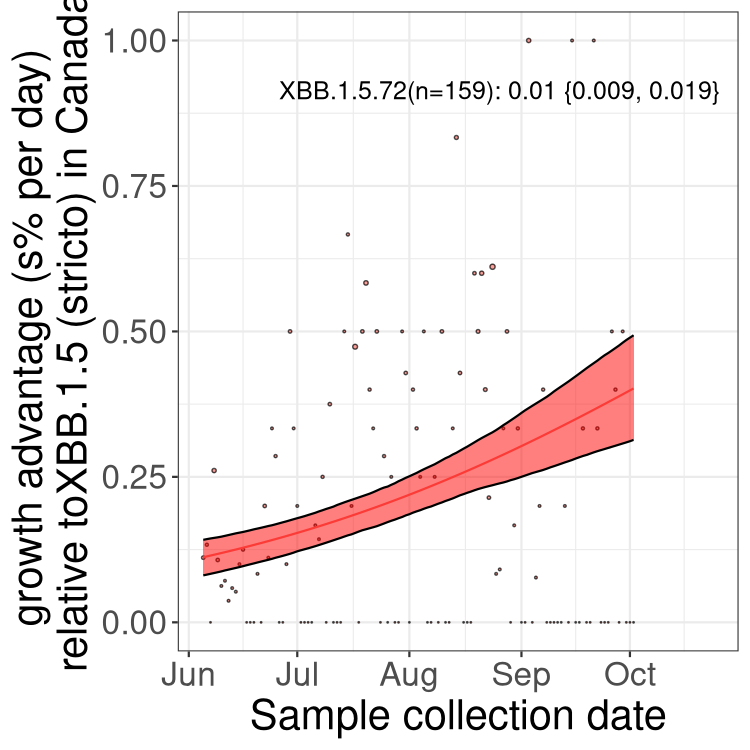 growth advantage (s% per day)
relative toXBB.1.5 (stricto) in Canada
1.00
0.75
0.50
0.25
0.00
XBB.1.5.72(n=159): 0.01 {0.009, 0.019}
Jun Jul Aug Sep Oct
Sample collection date